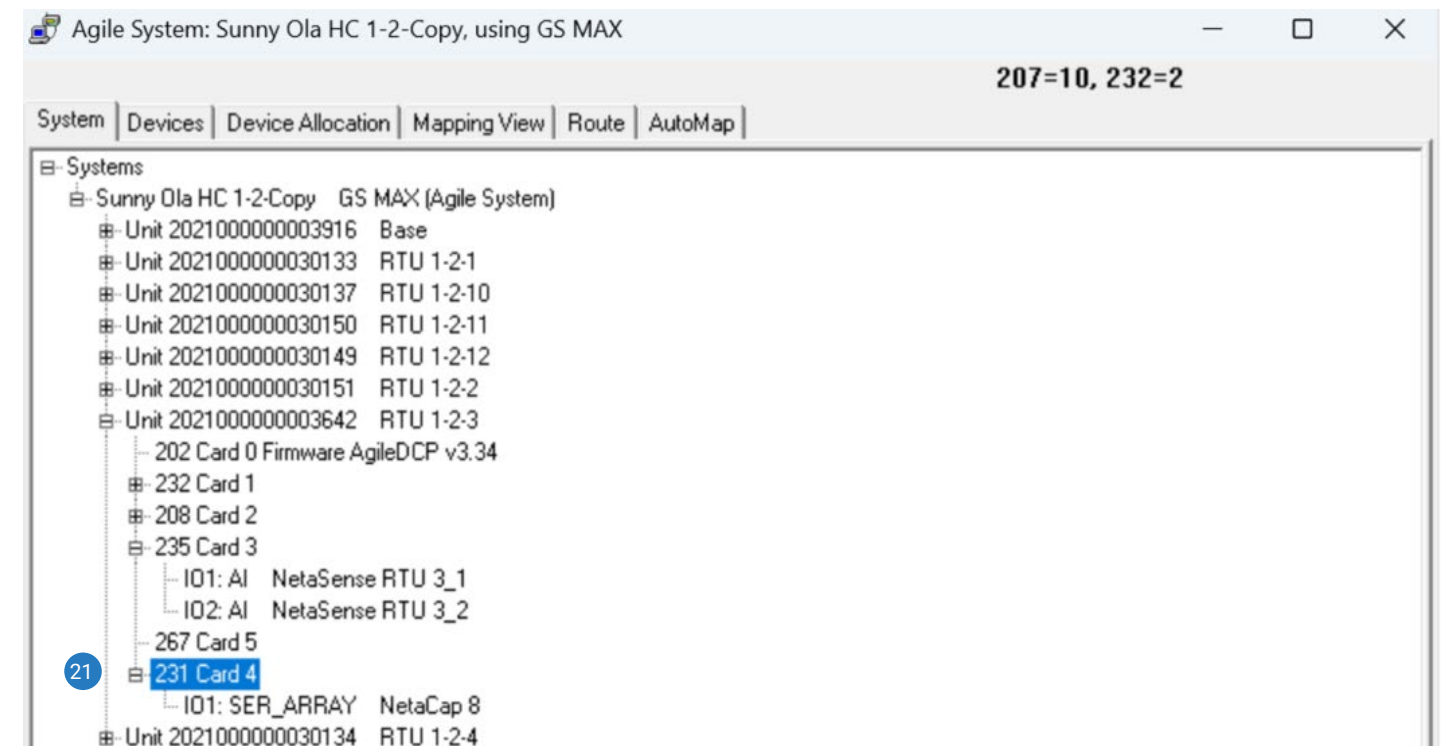 Agile System: Sunny Ola HC 1-2-Copy, using GS MAX
207=10, 232=2
System Devices Device Allocation Mapping View Route AutoMap
Systems
Sunny Ola HC 1-2-Copy GS MAX (Agile System)
Unit 2021000000003916 Base
Unit 2021000000030133 RTU 1-2-1
Unit 2021000000030137 RTU 1-2-10
Unit 2021000000030150 RTU 1-2-11
Unit 2021000000030149 RTU 1-2-12
Unit 2021000000030151 RTU 1-2-2
Unit 2021000000003642 RTU 1-2-3
202 Card 0 Firmware AgileDCP v3.34
232 Card 1
208 Card 2
235 Card 3
IO1: AI NetaSense RTU 3_1
IO2: AI NetaSense RTU 3_2
267 Card 5
21 231 Card 4
IO1: SER_ARRAY NetaCap 8
Unit 2021000000030134 RTU 1-2-4